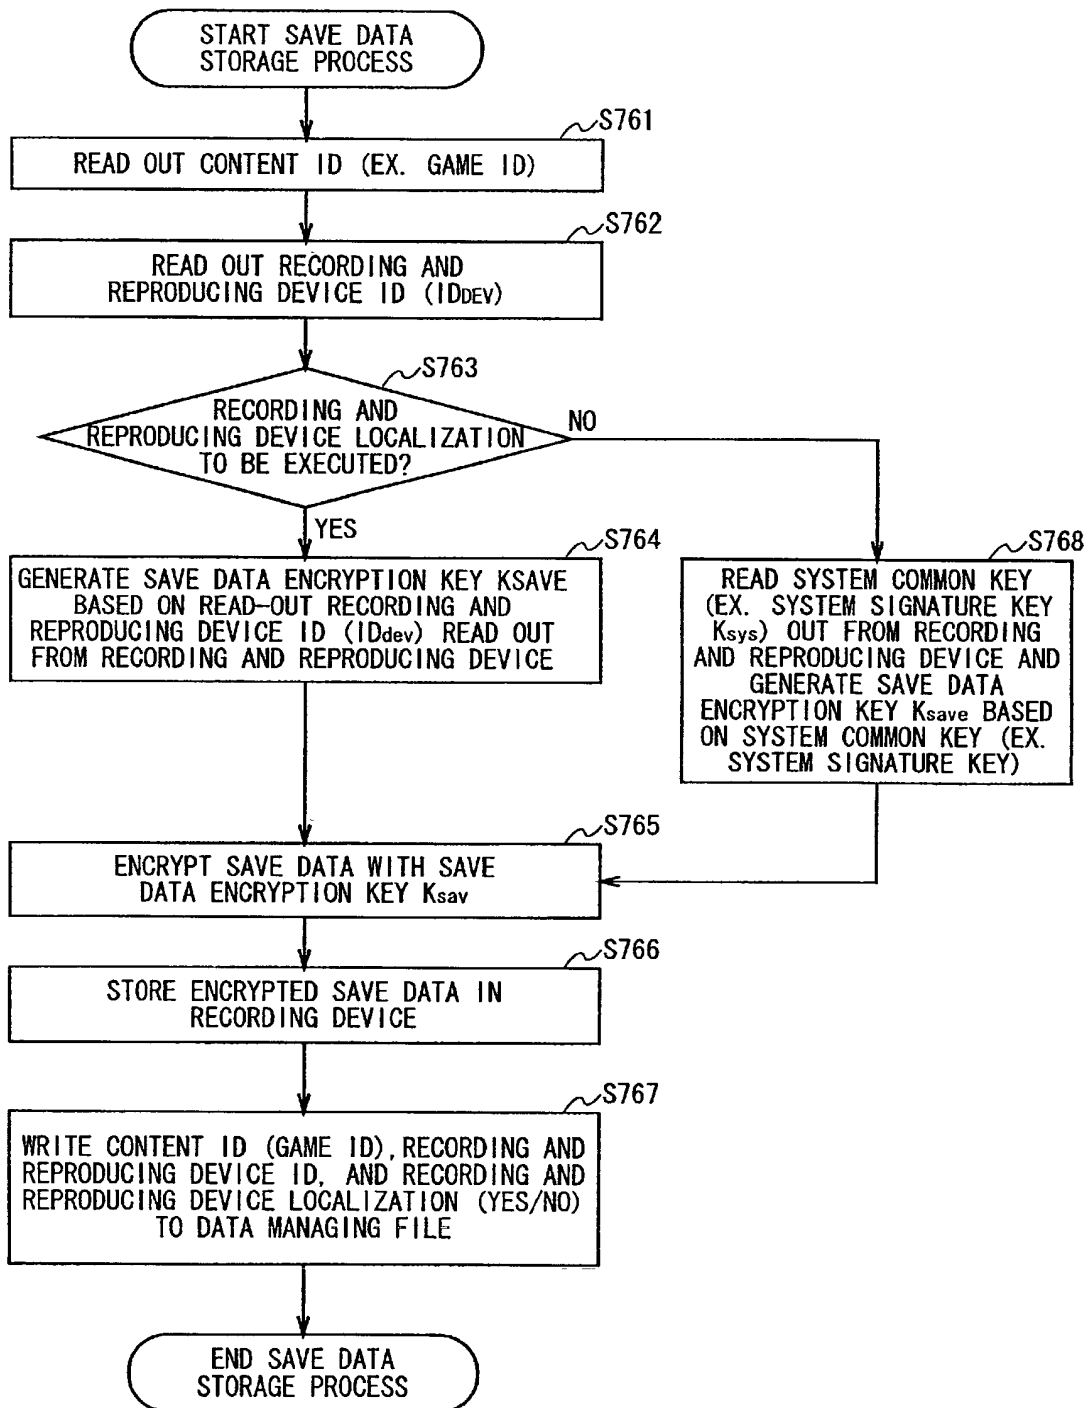 START SAVE DATA
STORAGE PROCESS
S761
READ OUT CONTENT ID (EX. GAME ID)
S762
READ OUT RECORDING AND
REPRODUCING DEVICE ID (IDDEV)
S763
RECORDING AND
REPRODUCING DEVICE LOCALIZATION
TO BE EXECUTED?
NO
YES
S764
GENERATE SAVE DATA ENCRYPTION KEY KSAVE
BASED ON READ-OUT RECORDING AND
REPRODUCING DEVICE ID (IDdev) READ OUT
FROM RECORDING AND REPRODUCING DEVICE
S768
READ SYSTEM COMMON KEY
(EX. SYSTEM SIGNATURE KEY
Ksys) OUT FROM RECORDING
AND REPRODUCING DEVICE AND
GENERATE SAVE DATA
ENCRYPTION KEY Ksave BASED
ON SYSTEM COMMON KEY (EX.
SYSTEM SIGNATURE KEY)
S765
ENCRYPT SAVE DATA WITH SAVE
DATA ENCRYPTION KEY Ksav
S766
STORE ENCRYPTED SAVE DATA IN
RECORDING DEVICE
S767
WRITE CONTENT ID (GAME ID), RECORDING AND
REPRODUCING DEVICE ID, AND RECORDING AND
REPRODUCING DEVICE LOCALIZATION (YES/NO)
TO DATA MANAGING FILE
END SAVE DATA
STORAGE PROCESS